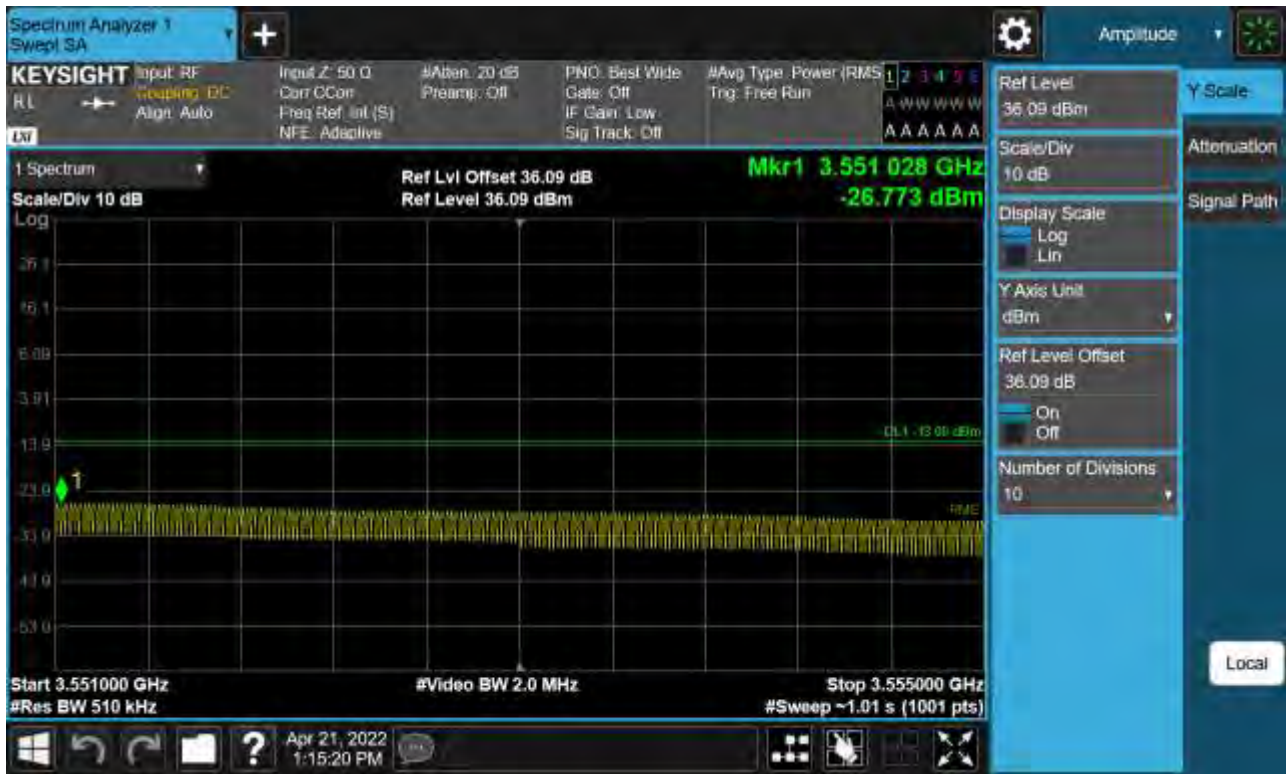 Spectrum Analyzer 1
Swept SA
Amplitude
KEYSIGHT
RL
LXI
Input: RF
Coupling: DC
Align: Auto
Input Z: 50 Ω
Corr CCorr
Freq Ref: Int (S)
NFE: Adaptive
#Atten: 20 dB
Preamp: Off
PNO: Best Wide
Gate: Off
IF Gain: Low
Sig Track: Off
#Avg Type: Power (RMS
Trig: Free Run
1 2 3 4 5 6
A W W W W W
A A A A A A
1 Spectrum
Scale/Div 10 dB
Log
Ref Lvl Offset 36.09 dB
Ref Level 36.09 dBm
Mkr1 3.551 028 GHz
-26.773 dBm
26.1
16.1
6.09
-3.91
-13.9
-23.9
-33.9
-43.9
-53.9
DL1 -13.00 dBm
1
Start 3.551000 GHz
#Res BW 510 kHz
#Video BW 2.0 MHz
Stop 3.555000 GHz
#Sweep ~1.01 s (1001 pts)
Ref Level
36.09 dBm
Scale/Div
10 dB
Display Scale
Log
Lin
Y Axis Unit
dBm
Ref Level Offset
36.09 dB
On
Off
Number of Divisions
10
Y Scale
Attenuation
Signal Path
Local
?
Apr 21, 2022
1:15:20 PM